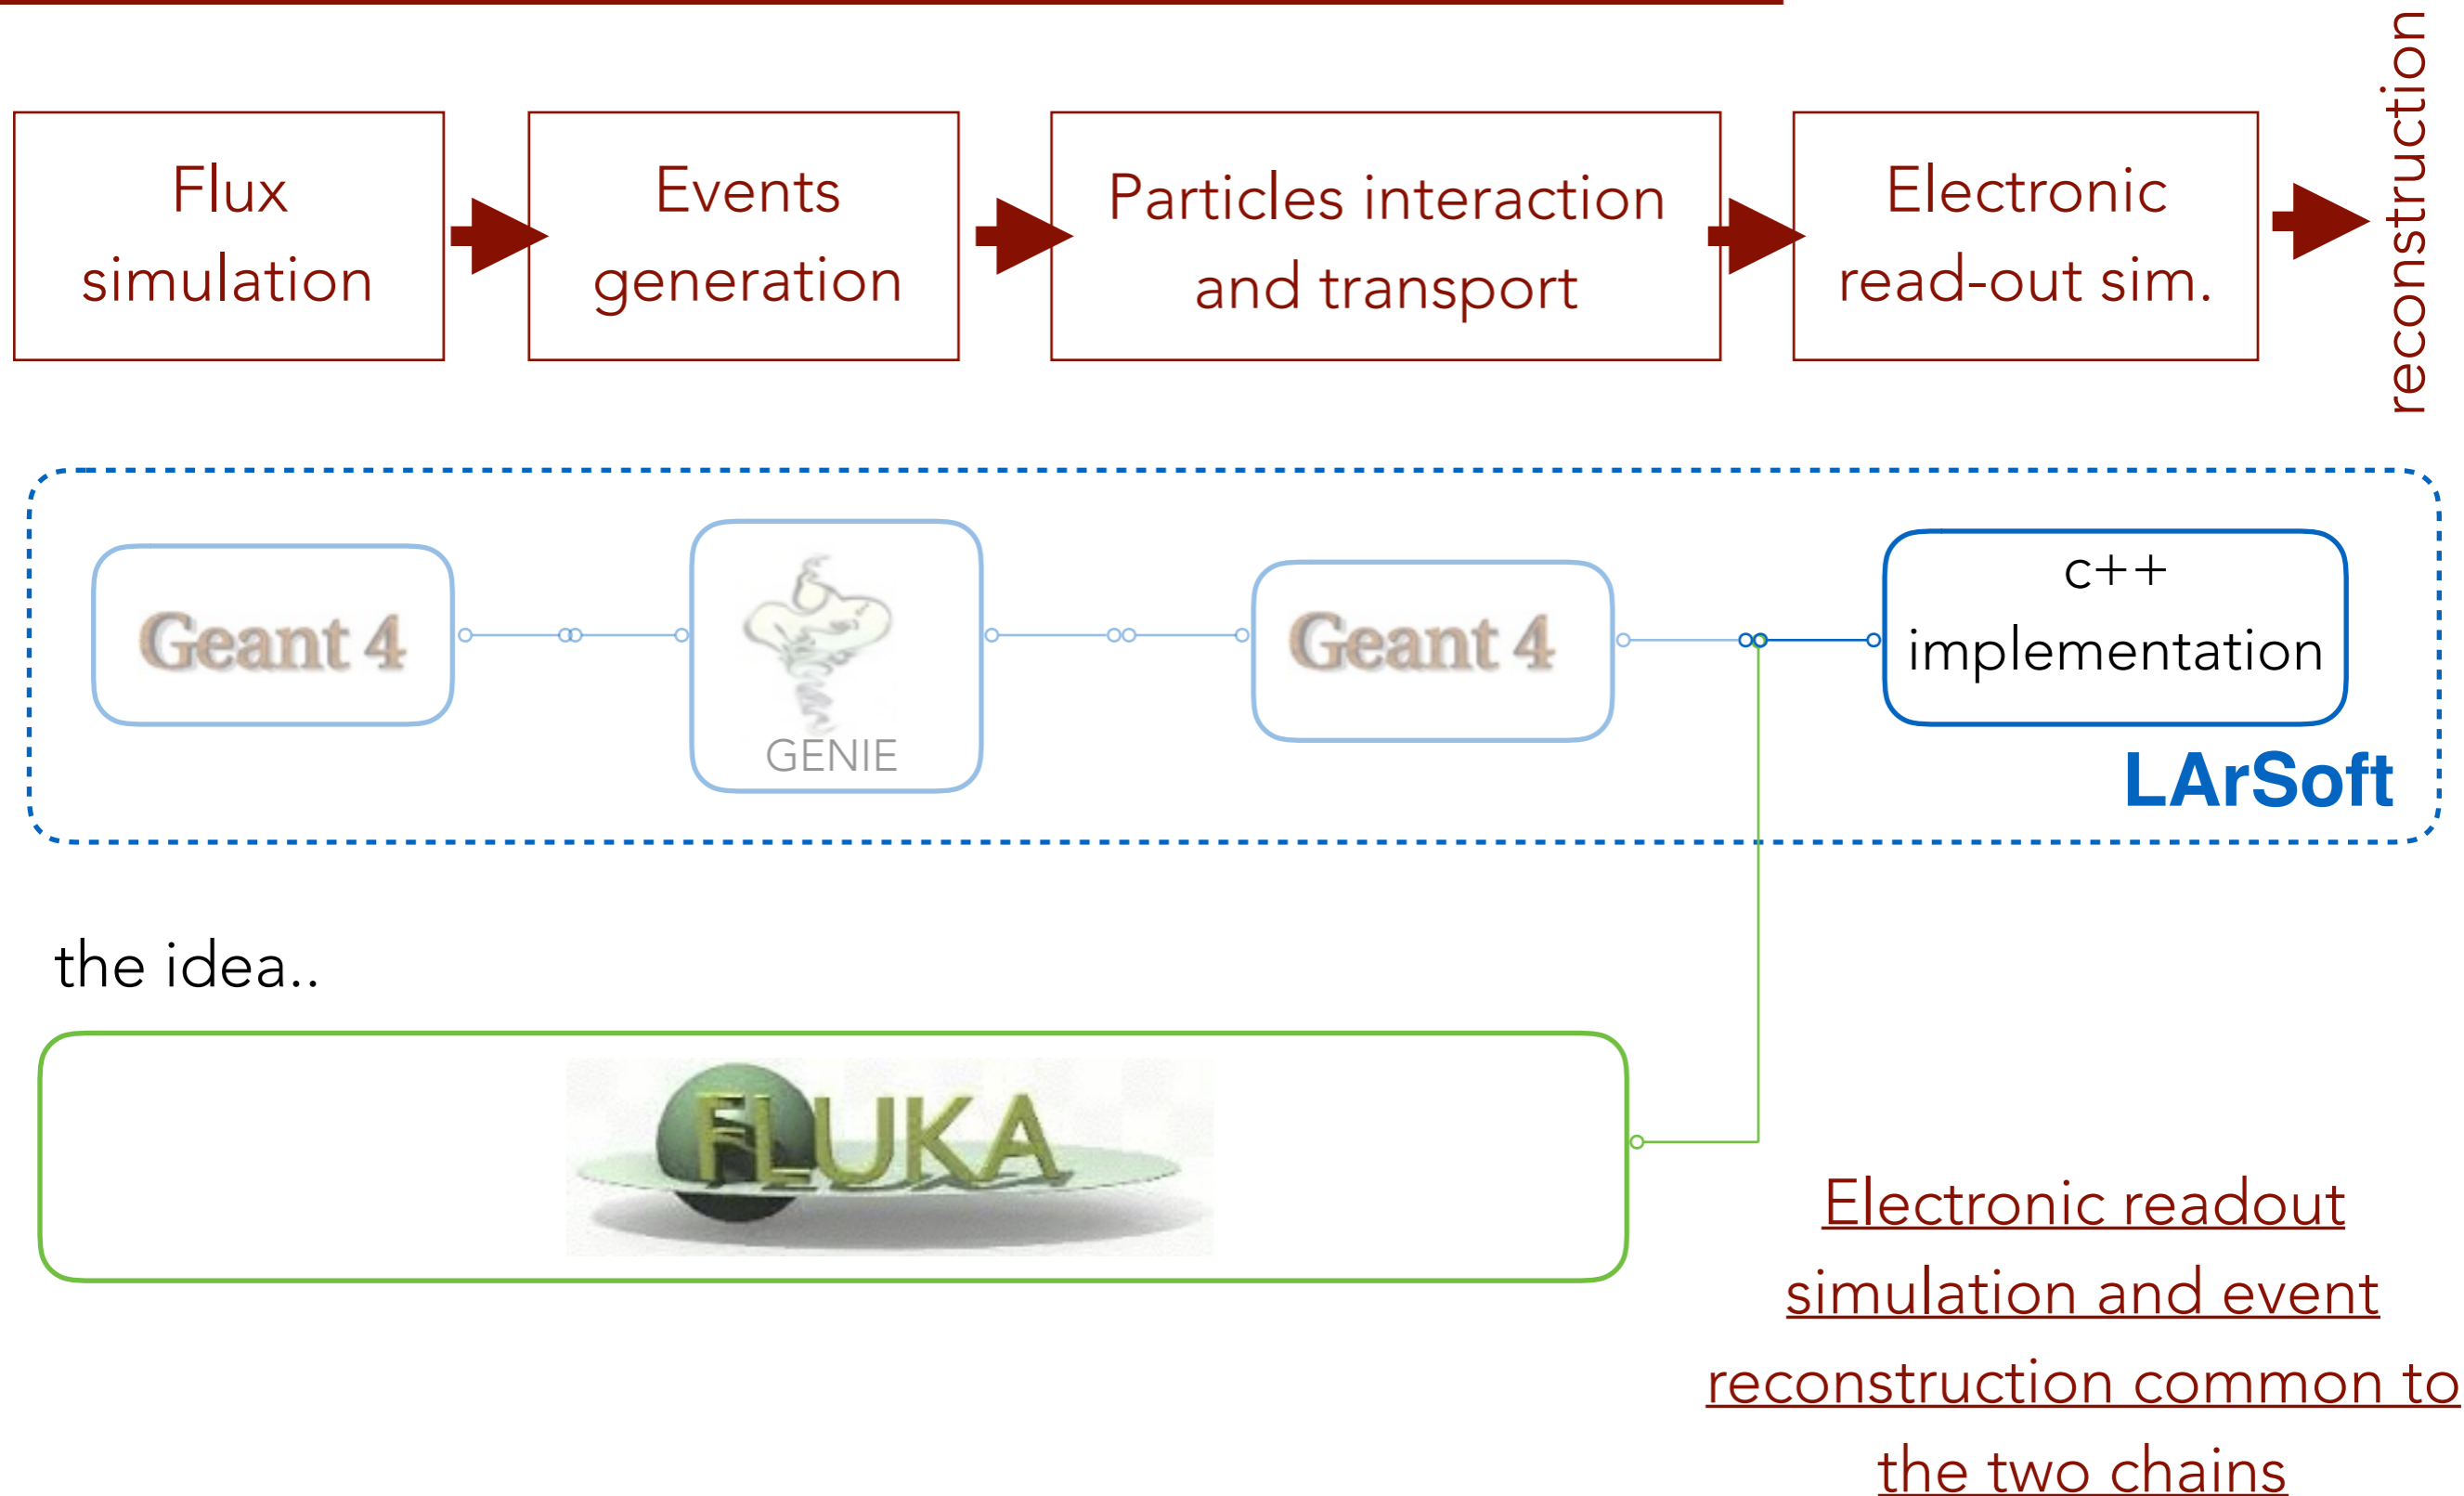 Flux
simulation
Events
generation
Particles interaction
and transport
Electronic
read-out sim.
reconstruction
Geant 4
GENIE
Geant 4
c++
implementation
LArSoft
the idea..
FLUKA
Electronic readout
simulation and event
reconstruction common to
the two chains